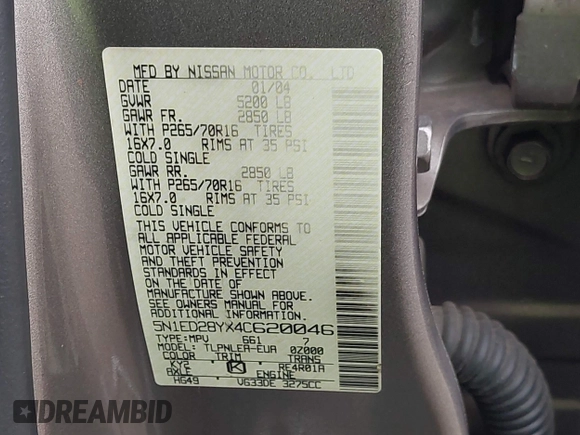 MFD BY NISSAN MOTOR CO., LTD
DATE 01/04
GVWR 5200 LB
GAWR FR. 2850 LB
WITH P265/70R16 TIRES
16X7.0 RIMS AT 35 PSI
COLD SINGLE
GAWR RR. 2850 LB
WITH P265/70R16 TIRES
16X7.0 RIMS AT 35 PSI
COLD SINGLE
THIS VEHICLE CONFORMS TO
ALL APPLICABLE FEDERAL
MOTOR VEHICLE SAFETY
AND THEFT PREVENTION
STANDARDS IN EFFECT
ON THE DATE OF
MANUFACTURE SHOWN ABOVE.
SEE OWNERS MANUAL FOR
ADDITIONAL INFORMATION.
5N1ED28YX4C620046
TYPE:MPV 661 7
MODEL: TLPNLEA-EUA 02000
COLOR TRIM TRANS
KY2 K RE4R01A
AXLE ENGINE
HG49 VG33DE 3275CC
DREAMBID